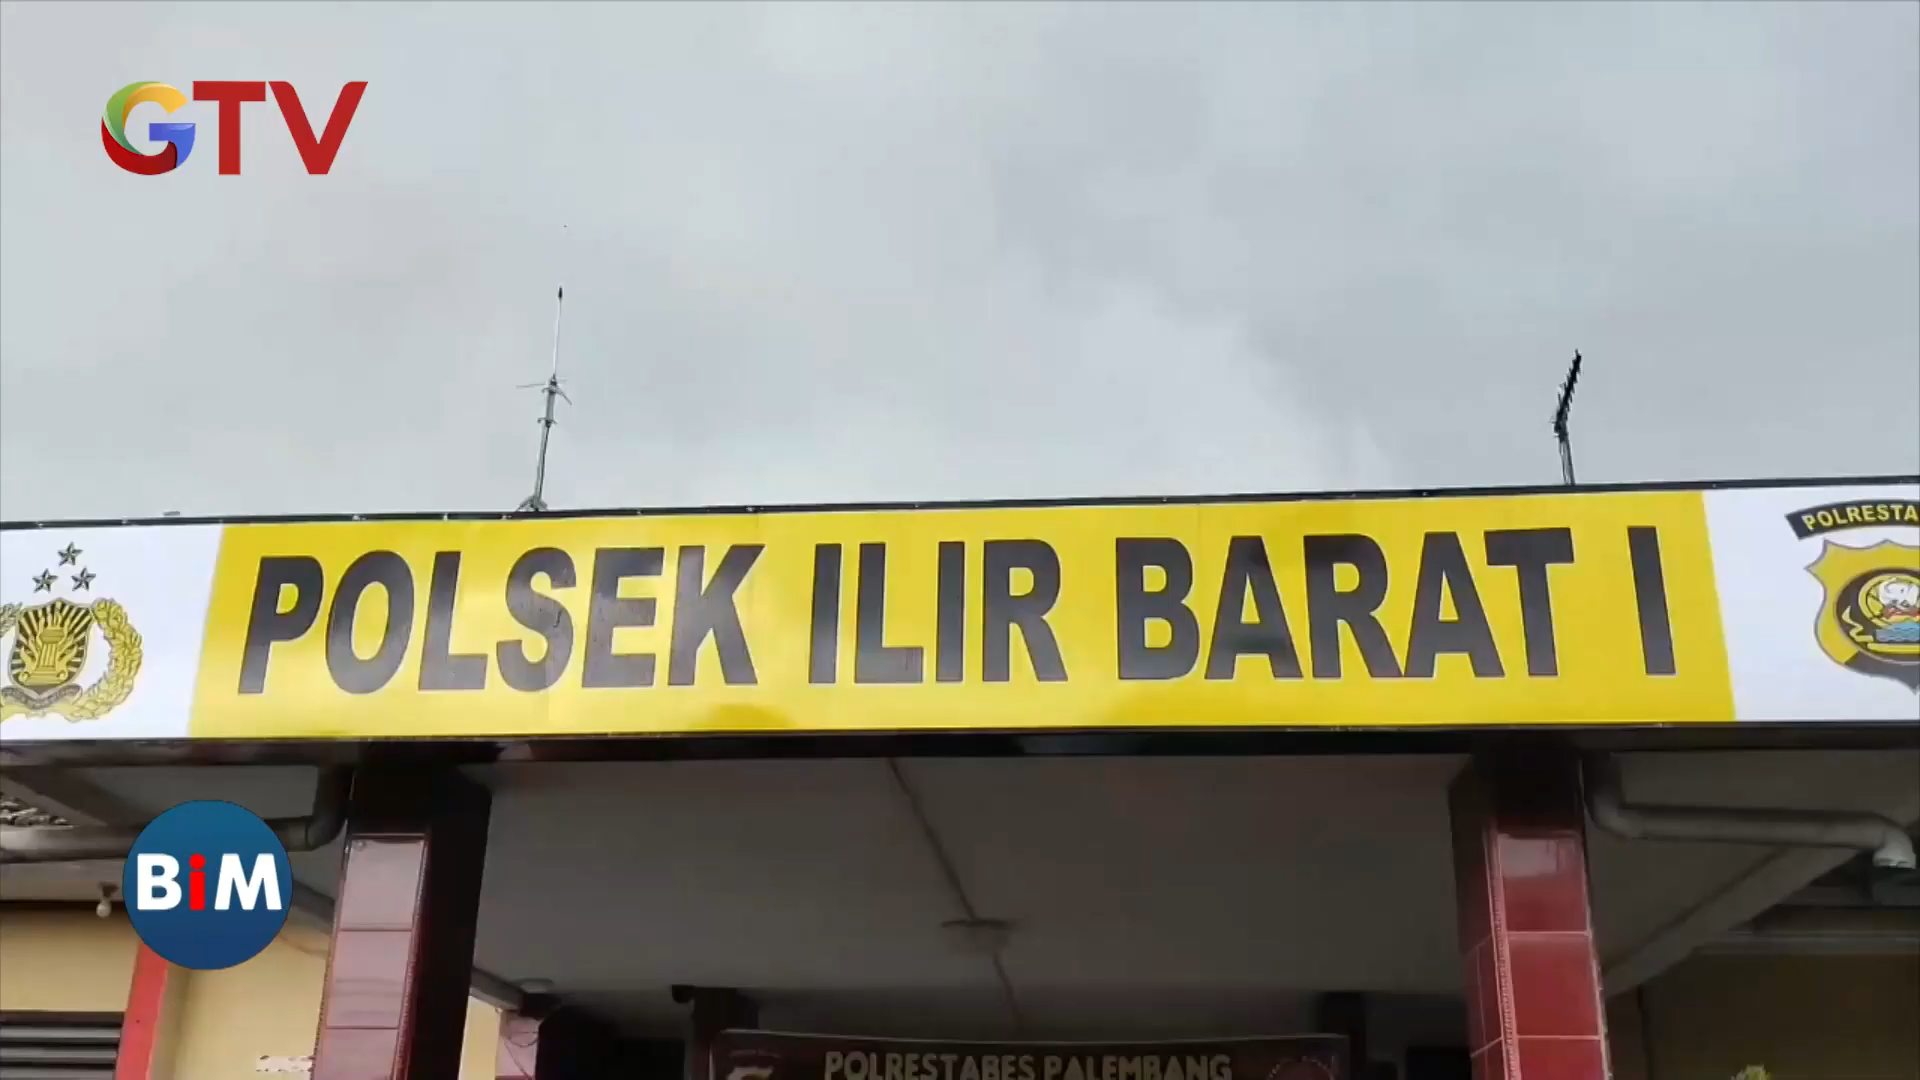 GTV
POLSEK ILIR BARAT I
POLRESTA
BiM
POLRESTABES PALEMBANG